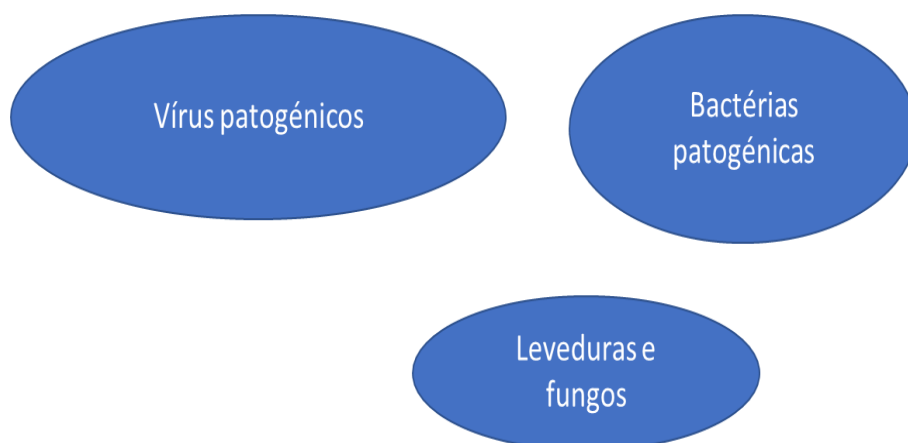 Vírus patogénicos
Bactérias
patogénicas
Leveduras e
fungos